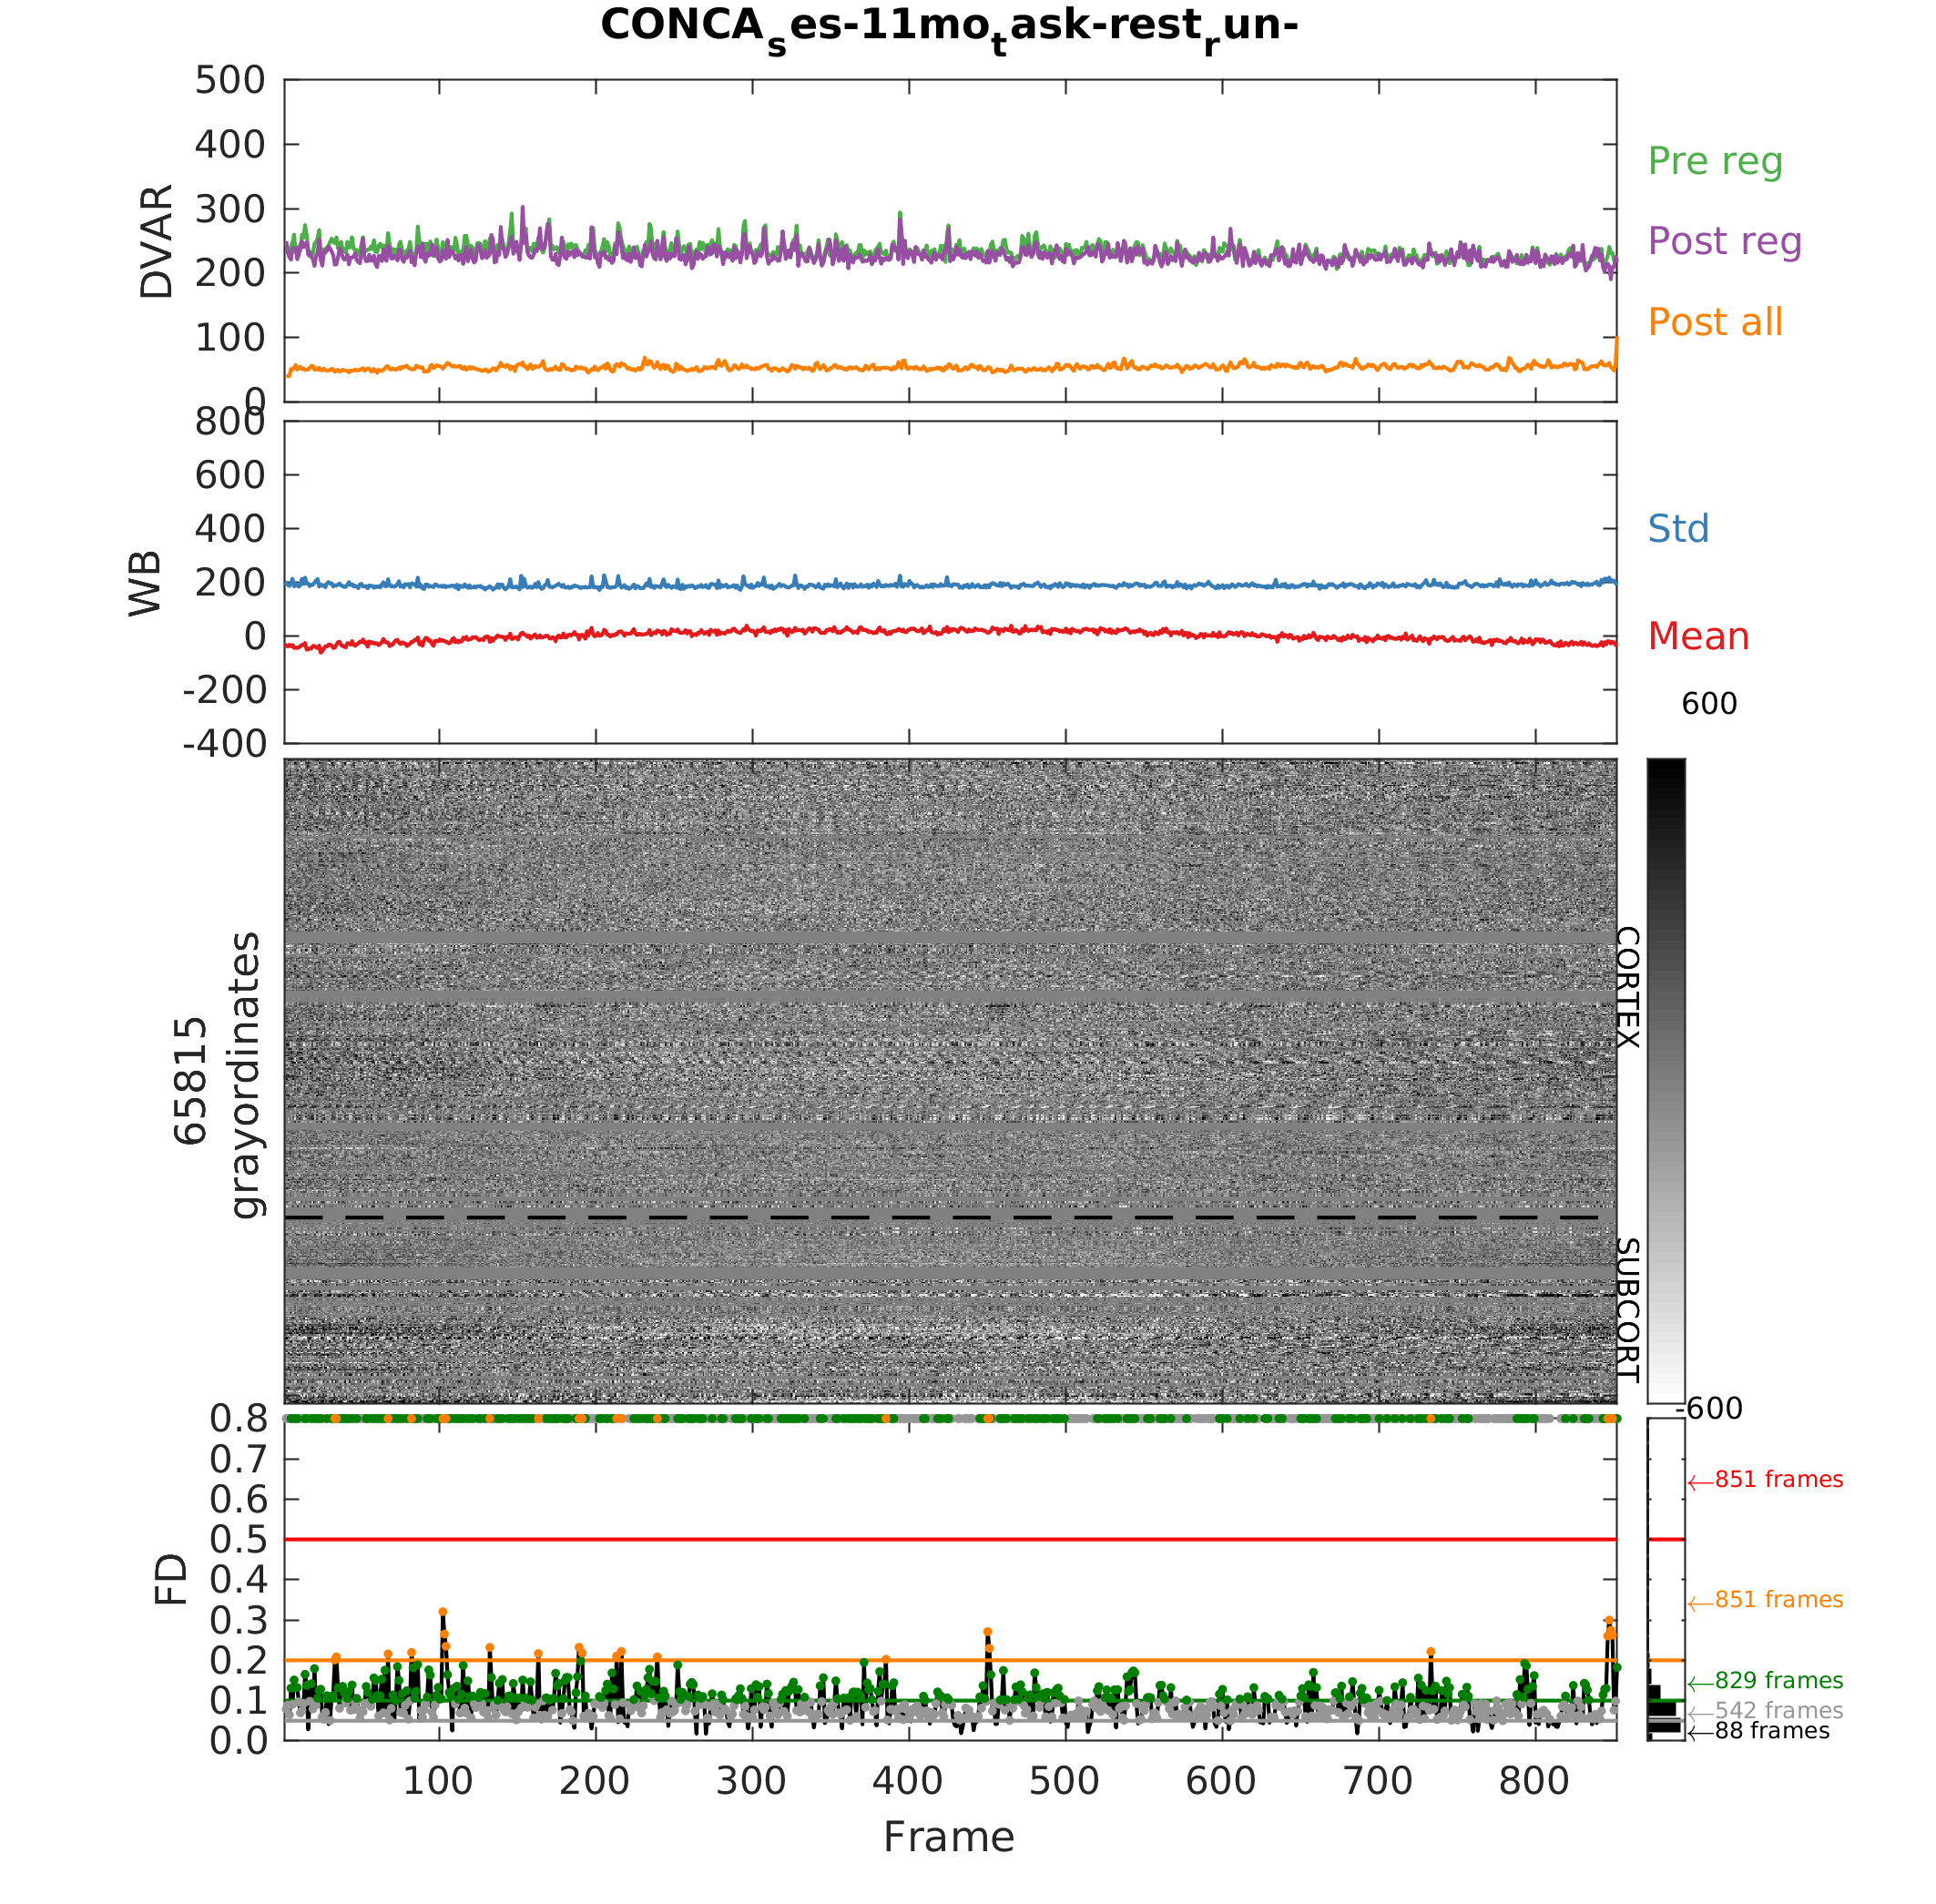 CONCAses-11motask-restrun-
500
400
300
200
100
0
DVAR
Pre reg
Post reg
Post all
800
600
400
200
0
-200
-400
WB
Std
Mean
600
65815
grayordinates
CORTEX
SUBCORT
-600
0.8
0.7
0.6
0.5
0.4
0.3
0.2
0.1
0.0
FD
←851 frames
←851 frames
←829 frames
←542 frames
←88 frames
100 200 300 400 500 600 700 800
Frame